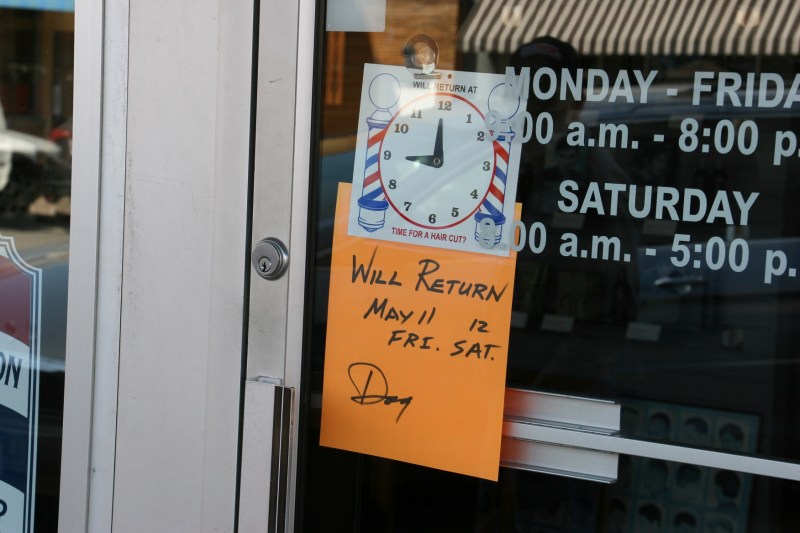 WILL RETURN AT
12
1
2
3
4
5
6
7
8
9
10
TIME FOR A HAIR CUT?
WILL RETURN
MAY 11 12
FRI. SAT.
MONDAY - FRIDA
00 a.m. - 8:00 p.
SATURDAY
:00 a.m. - 5:00 p.
ON